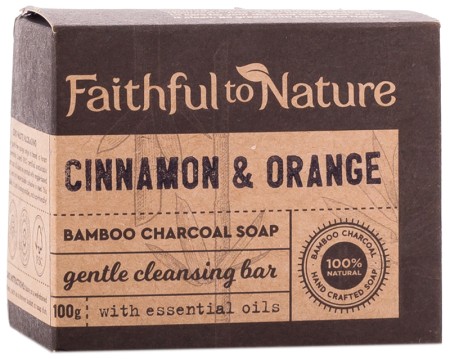 Faithful to Nature
CINNAMON & ORANGE
BAMBOO CHARCOAL SOAP
gentle cleansing bar
100g with essential oils
BAMBOO CHARCOAL
100%
NATURAL
HAND CRAFTED SOAP